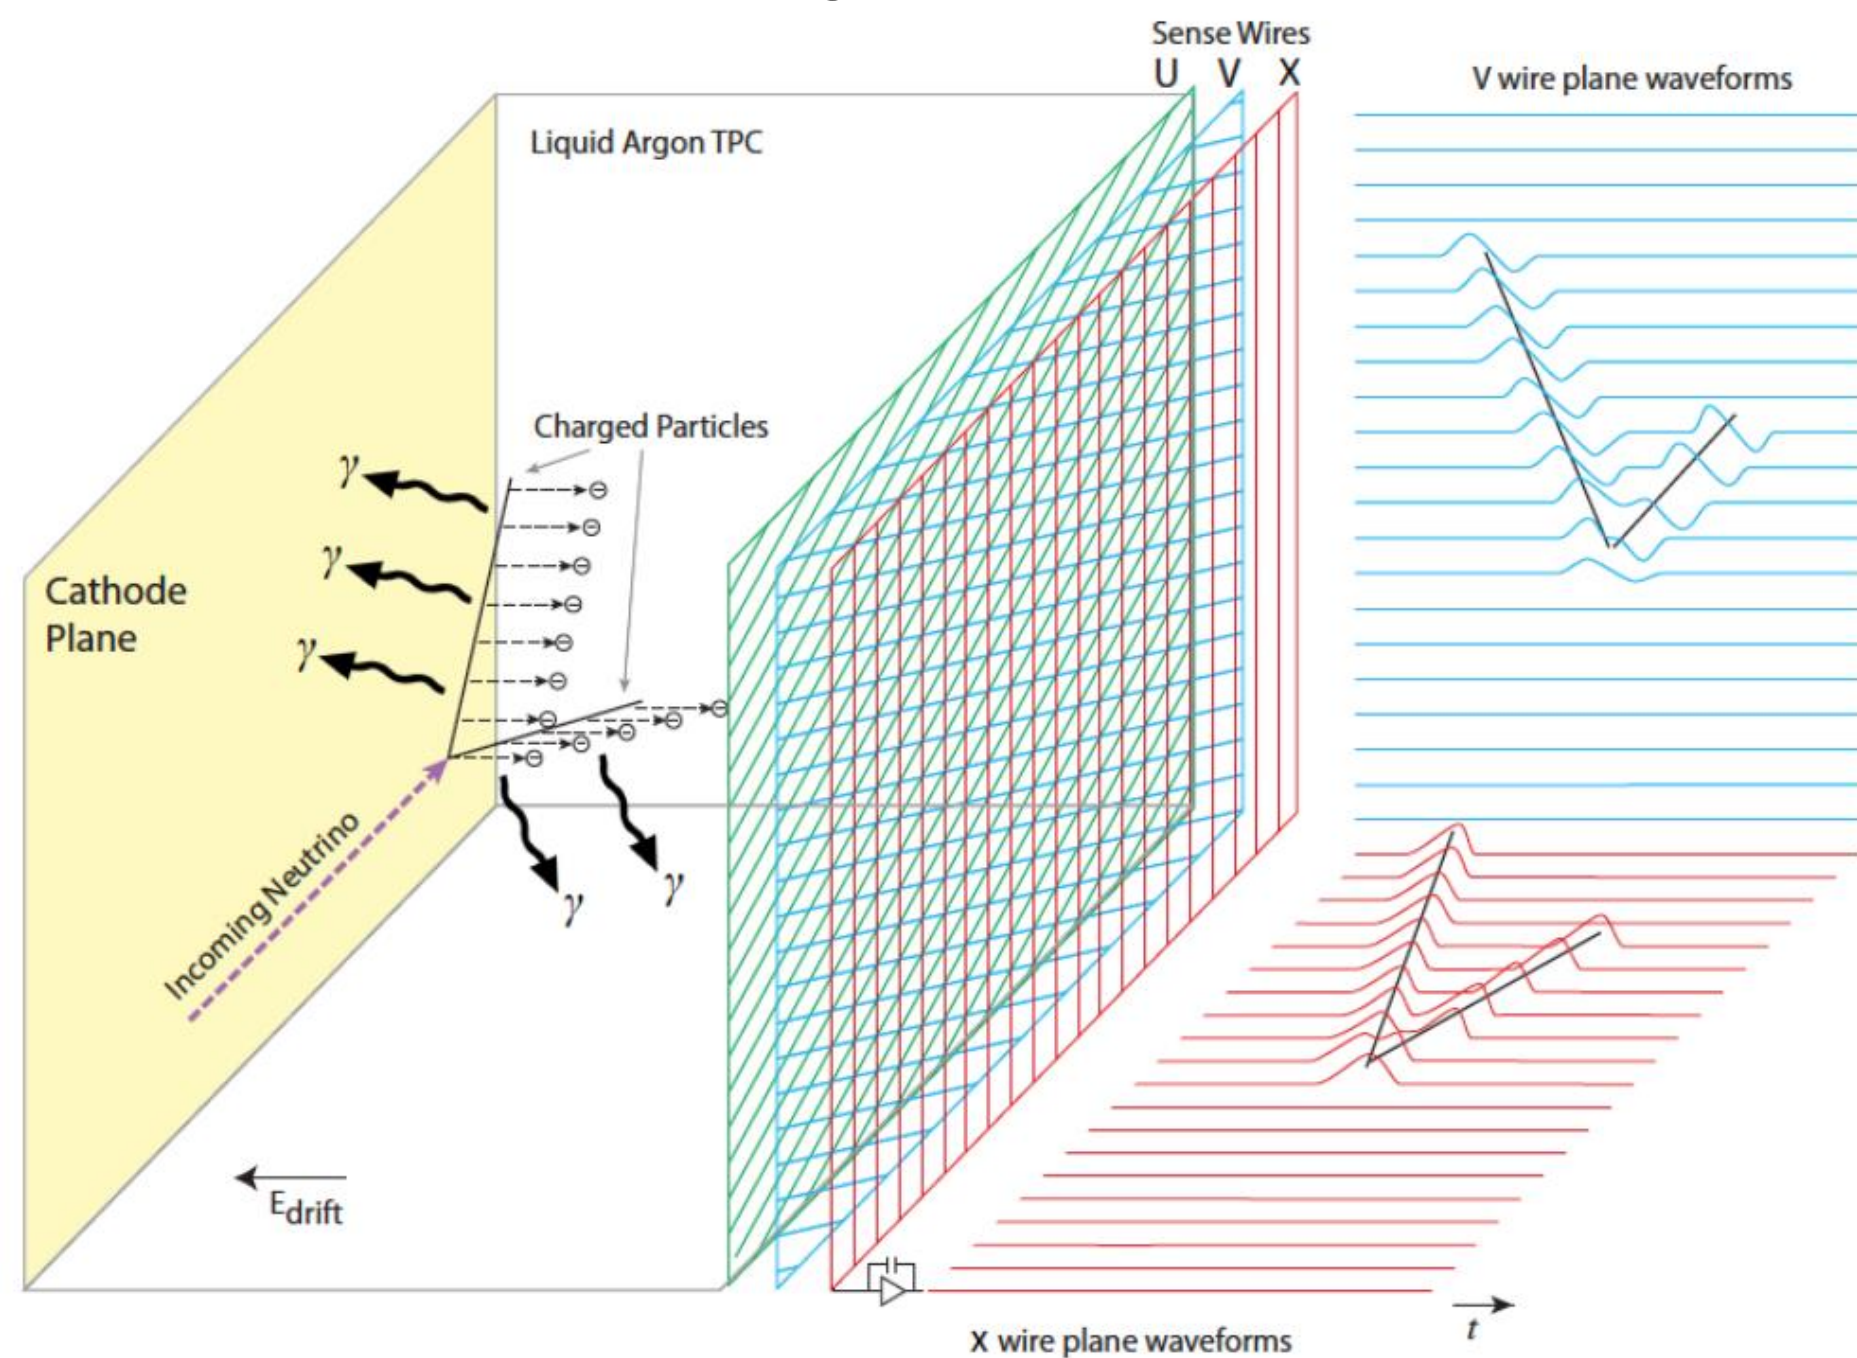 Sense Wires
U V X
V wire plane waveforms
Liquid Argon TPC
Charged Particles
γ
γ
γ
Cathode
Plane
Incoming Neutrino
γ
γ
Edrift
X wire plane waveforms
t